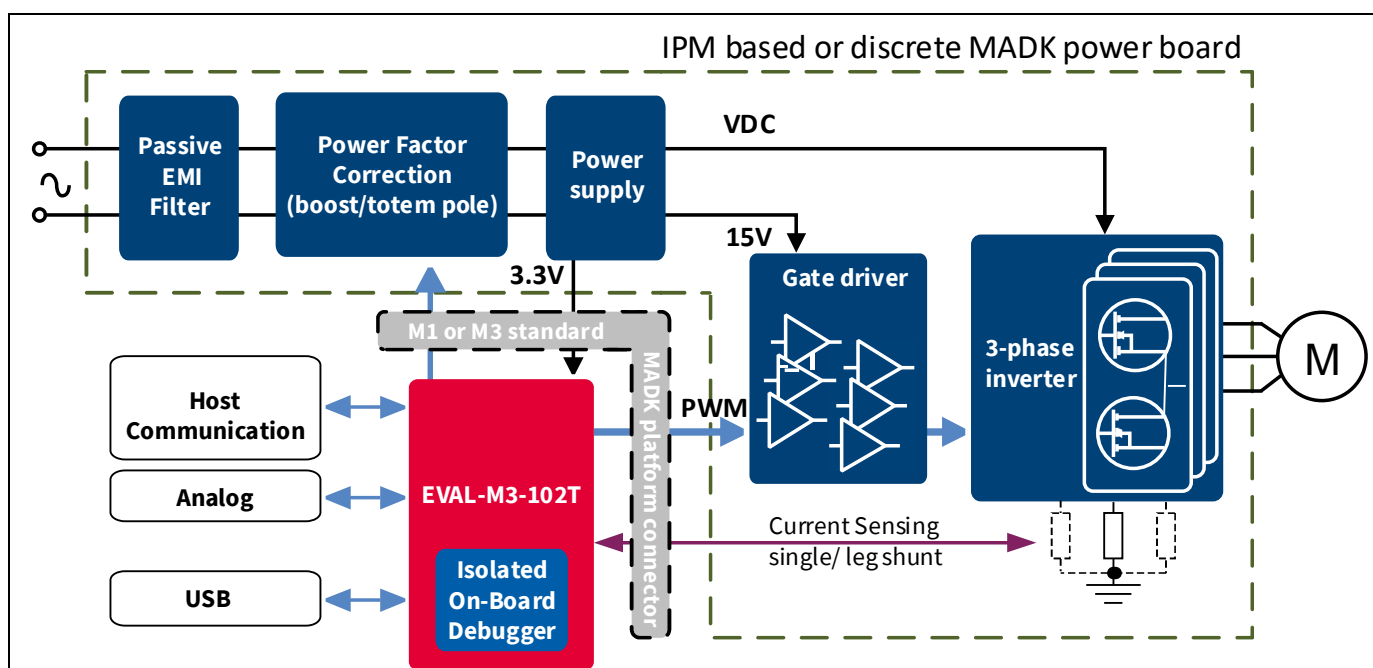 IPM based or discrete MADK power board
Passive
EMI
Filter
Power Factor
Correction
(boost/totem pole)
Power
supply
VDC
15V
3.3V
Gate driver
3-phase
inverter
M
M1 or M3 standard
MADK platform connector
PWM
Host
Communication
Analog
USB
EVAL-M3-102T
Isolated
On-Board
Debugger
Current Sensing
single/ leg shunt